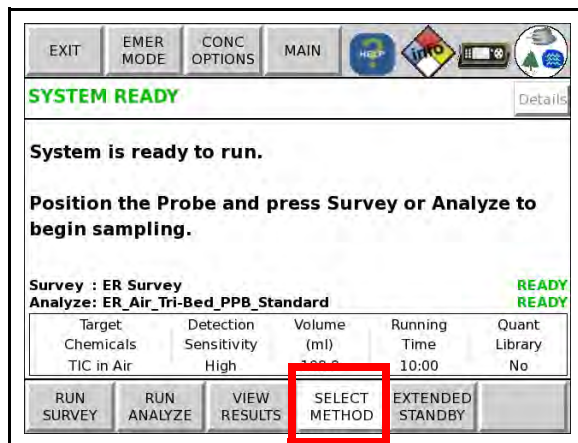 EXIT
EMER
MODE
CONC
OPTIONS
MAIN
HELP
info
SYSTEM READY
Details
System is ready to run.
Position the Probe and press Survey or Analyze to
begin sampling.
Survey : ER Survey READY
Analyze: ER_Air_Tri-Bed_PPB_Standard READY
Target Detection Volume Running Quant
Chemicals Sensitivity (ml) Time Library
TIC in Air High 10:00 No
RUN
SURVEY
RUN
ANALYZE
VIEW
RESULTS
SELECT
METHOD
EXTENDED
STANDBY